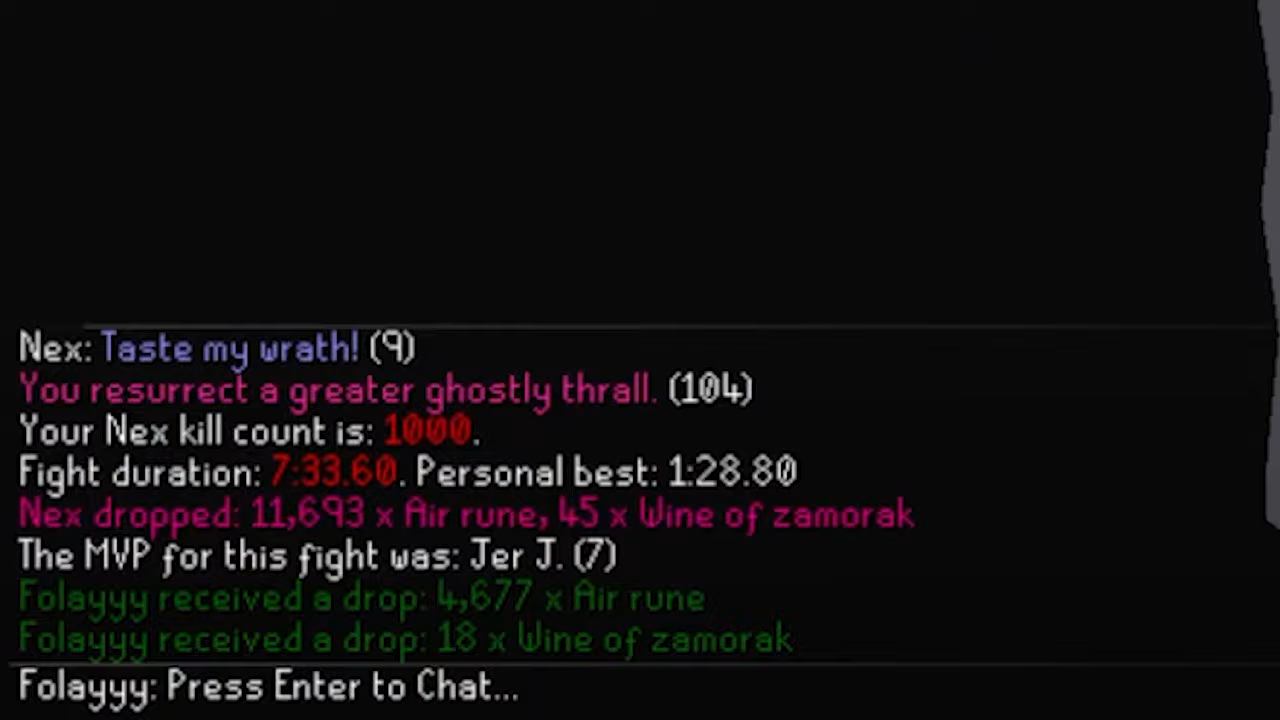 Nex: Taste my wrath! (9)
You resurrect a greater ghostly thrall. (104)
Your Nex kill count is: 1000.
Fight duration: 7:33.60. Personal best: 1:28.80
Nex dropped: 11,693 x Air rune, 45 x Wine of zamorak
The MVP for this fight was: Jer J. (7)
Folayyy received a drop: 4,677 x Air rune
Folayyy received a drop: 18 x Wine of zamorak
Folayyy: Press Enter to Chat...